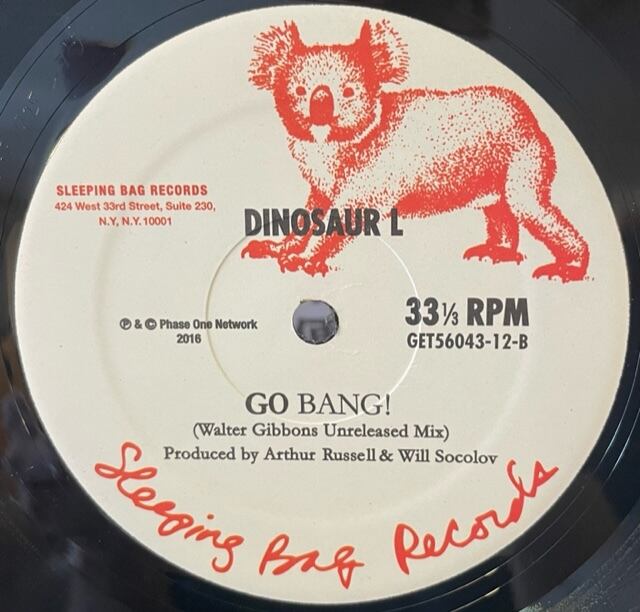 SLEEPING BAG RECORDS
424 West 33rd Street, Suite 230,
N.Y, N.Y. 10001
DINOSAUR L
℗ & © Phase One Network
2016
33⅓ RPM
GET56043-12-B
GO BANG!
(Walter Gibbons Unreleased Mix)
Produced by Arthur Russell & Will Socolov
Sleeping Bag Records